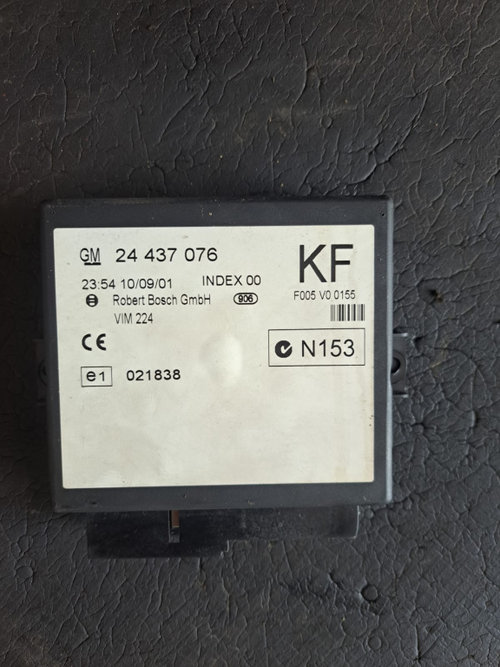 GM 24 437 076
KF
23:54 10/09/01 INDEX 00
F005 V0 0155
Robert Bosch GmbH 906
VIM 224
CE
N153
e1 021838